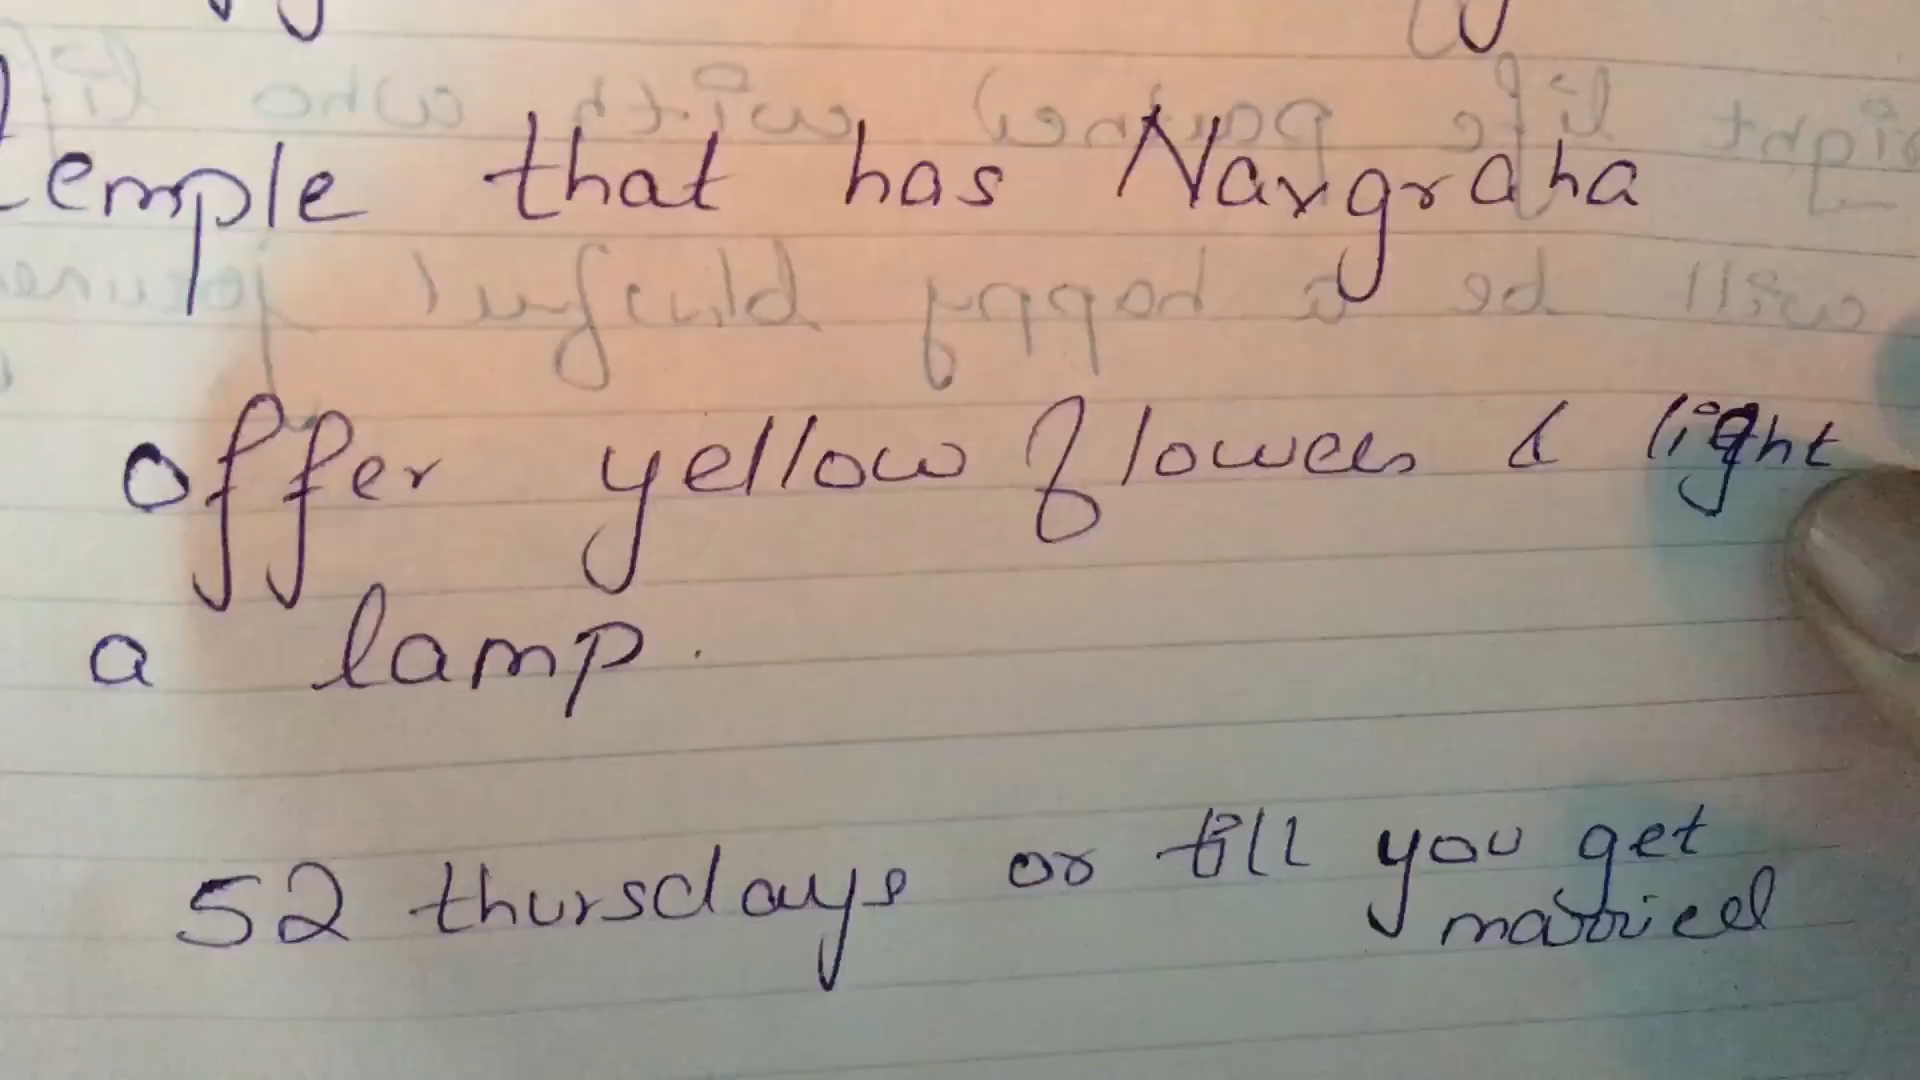 temple that has Navgraha
offer yellow flowers & light
a lamp.
52 thursdays or till you get
married